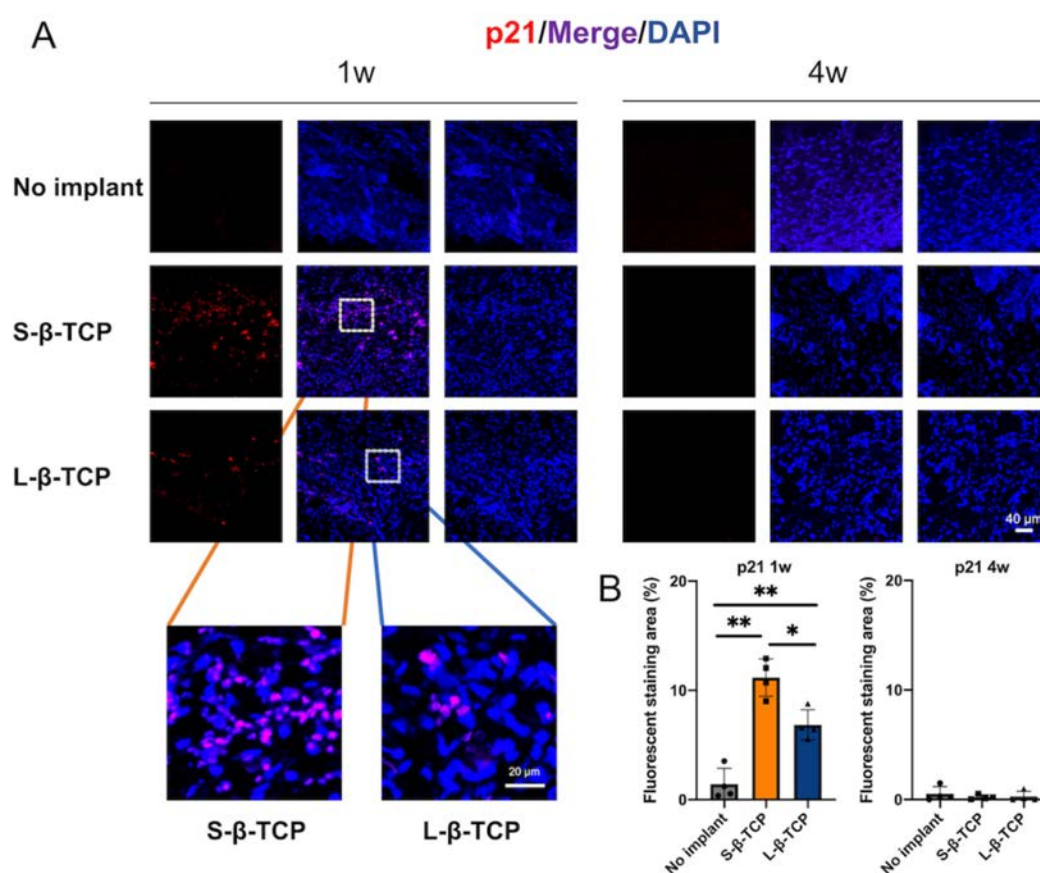 A
p21/Merge/DAPI
1w
4w
No implant
S-β-TCP
L-β-TCP
40 μm
20 μm
S-β-TCP
L-β-TCP
B
p21 1w
Fluorescent staining area (%)
20
10
0
**
**
*
No implant
S-β-TCP
L-β-TCP
p21 4w
Fluorescent staining area (%)
20
10
0
No implant
S-β-TCP
L-β-TCP